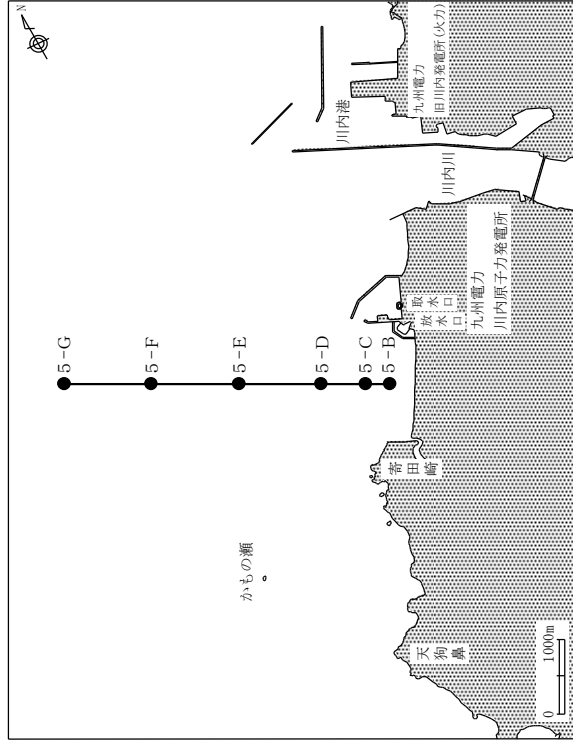 N
5-G
5-F
5-E
5-D
5-C
5-B
かもの瀬
川内港
九州電力
旧川内発電所(火力)
川内川
取水口
放水口
九州電力
川内原子力発電所
寄田崎
天狗鼻
0 1000m